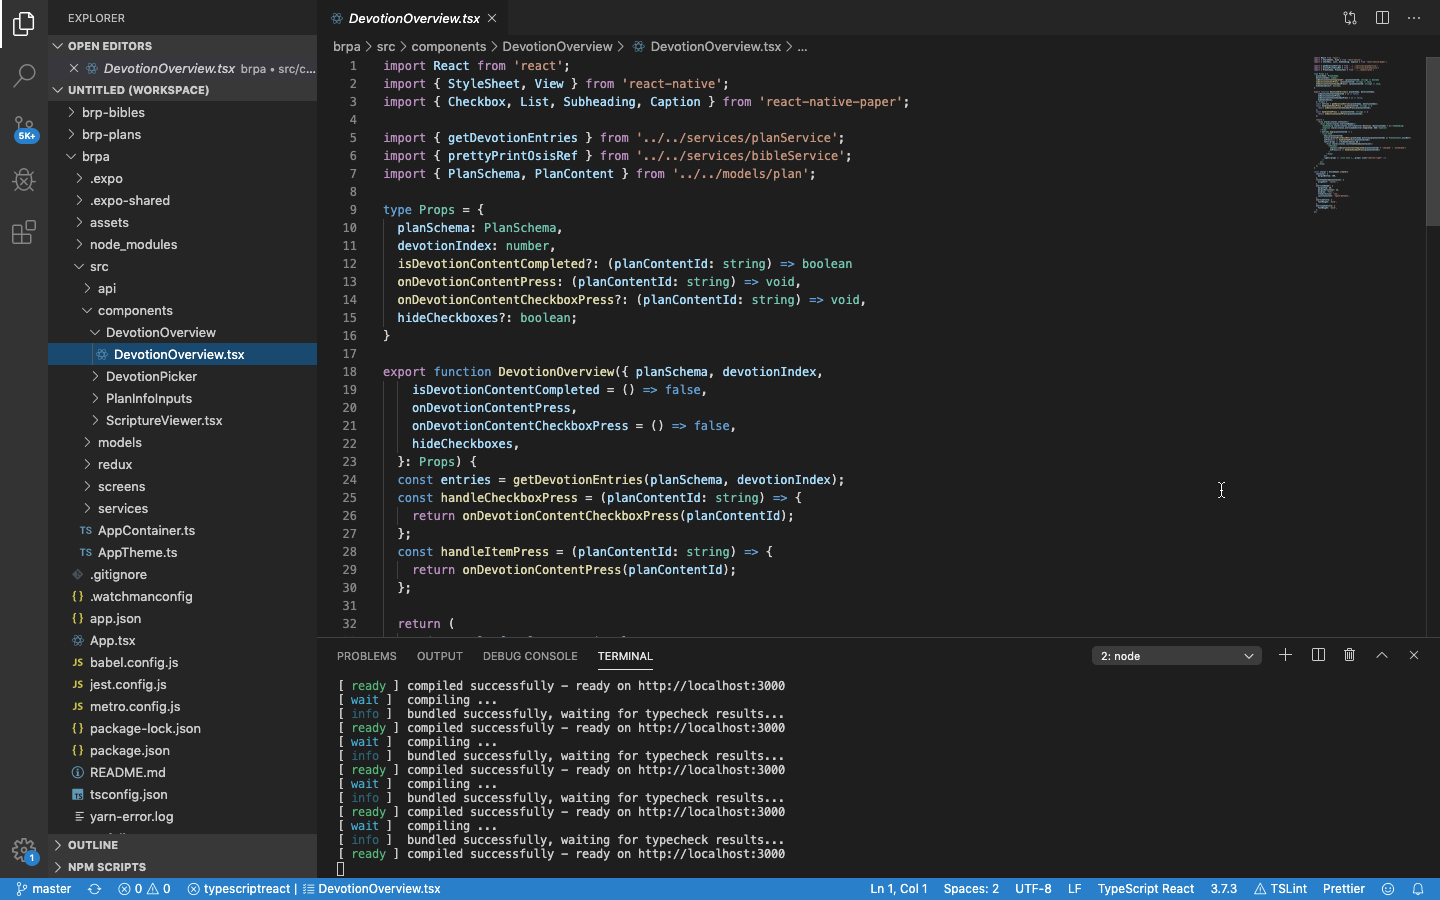 EXPLORER
OPEN EDITORS
DevotionOverview.tsx brpa • src/c...
UNTITLED (WORKSPACE)
brp-bibles
brp-plans
brpa
.expo
.expo-shared
assets
node_modules
src
api
components
DevotionOverview
DevotionOverview.tsx
DevotionPicker
PlanInfoInputs
ScriptureViewer.tsx
models
redux
screens
services
TS AppContainer.ts
TS AppTheme.ts
.gitignore
{} .watchmanconfig
{} app.json
App.tsx
JS babel.config.js
JS jest.config.js
JS metro.config.js
{} package-lock.json
{} package.json
README.md
TS tsconfig.json
yarn-error.log
OUTLINE
NPM SCRIPTS
5K+
1
DevotionOverview.tsx
brpa > src > components > DevotionOverview > DevotionOverview.tsx > ...
1 import React from 'react';
2 import { StyleSheet, View } from 'react-native';
3 import { Checkbox, List, Subheading, Caption } from 'react-native-paper';
4
5 import { getDevotionEntries } from '../../services/planService';
6 import { prettyPrintOsisRef } from '../../services/bibleService';
7 import { PlanSchema, PlanContent } from '../../models/plan';
8
9 type Props = {
10 planSchema: PlanSchema,
11 devotionIndex: number,
12 isDevotionContentCompleted?: (planContentId: string) => boolean
13 onDevotionContentPress: (planContentId: string) => void,
14 onDevotionContentCheckboxPress?: (planContentId: string) => void,
15 hideCheckboxes?: boolean;
16 }
17
18 export function DevotionOverview({ planSchema, devotionIndex,
19 isDevotionContentCompleted = () => false,
20 onDevotionContentPress,
21 onDevotionContentCheckboxPress = () => false,
22 hideCheckboxes,
23 }: Props) {
24 const entries = getDevotionEntries(planSchema, devotionIndex);
25 const handleCheckboxPress = (planContentId: string) => {
26 return onDevotionContentCheckboxPress(planContentId);
27 };
28 const handleItemPress = (planContentId: string) => {
29 return onDevotionContentPress(planContentId);
30 };
31
32 return (
PROBLEMS OUTPUT DEBUG CONSOLE TERMINAL 2: node
[ ready ] compiled successfully – ready on http://localhost:3000
[ wait ] compiling ...
[ info ] bundled successfully, waiting for typecheck results...
[ ready ] compiled successfully – ready on http://localhost:3000
[ wait ] compiling ...
[ info ] bundled successfully, waiting for typecheck results...
[ ready ] compiled successfully – ready on http://localhost:3000
[ wait ] compiling ...
[ info ] bundled successfully, waiting for typecheck results...
[ ready ] compiled successfully – ready on http://localhost:3000
[ wait ] compiling ...
[ info ] bundled successfully, waiting for typecheck results...
[ ready ] compiled successfully – ready on http://localhost:3000
master 0 0 typescriptreact | DevotionOverview.tsx Ln 1, Col 1 Spaces: 2 UTF-8 LF TypeScript React 3.7.3 TSLint Prettier